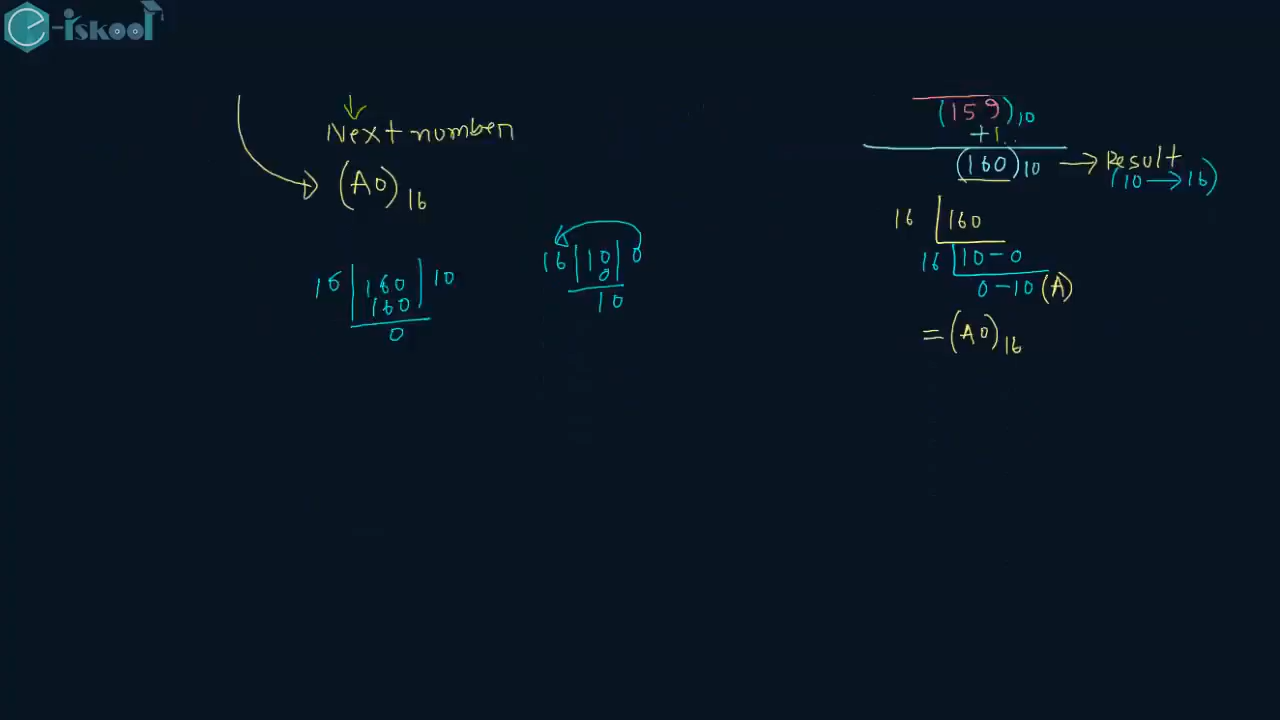 e-iskool
Next number
(A0)16
16 | 160 | 10
160
0
16 | 10 | 0
0
10
(159)10
+1
(160)10 → Result
(10 → 16)
16 | 160
16 | 10 - 0
0 - 10 (A)
= (A0)16